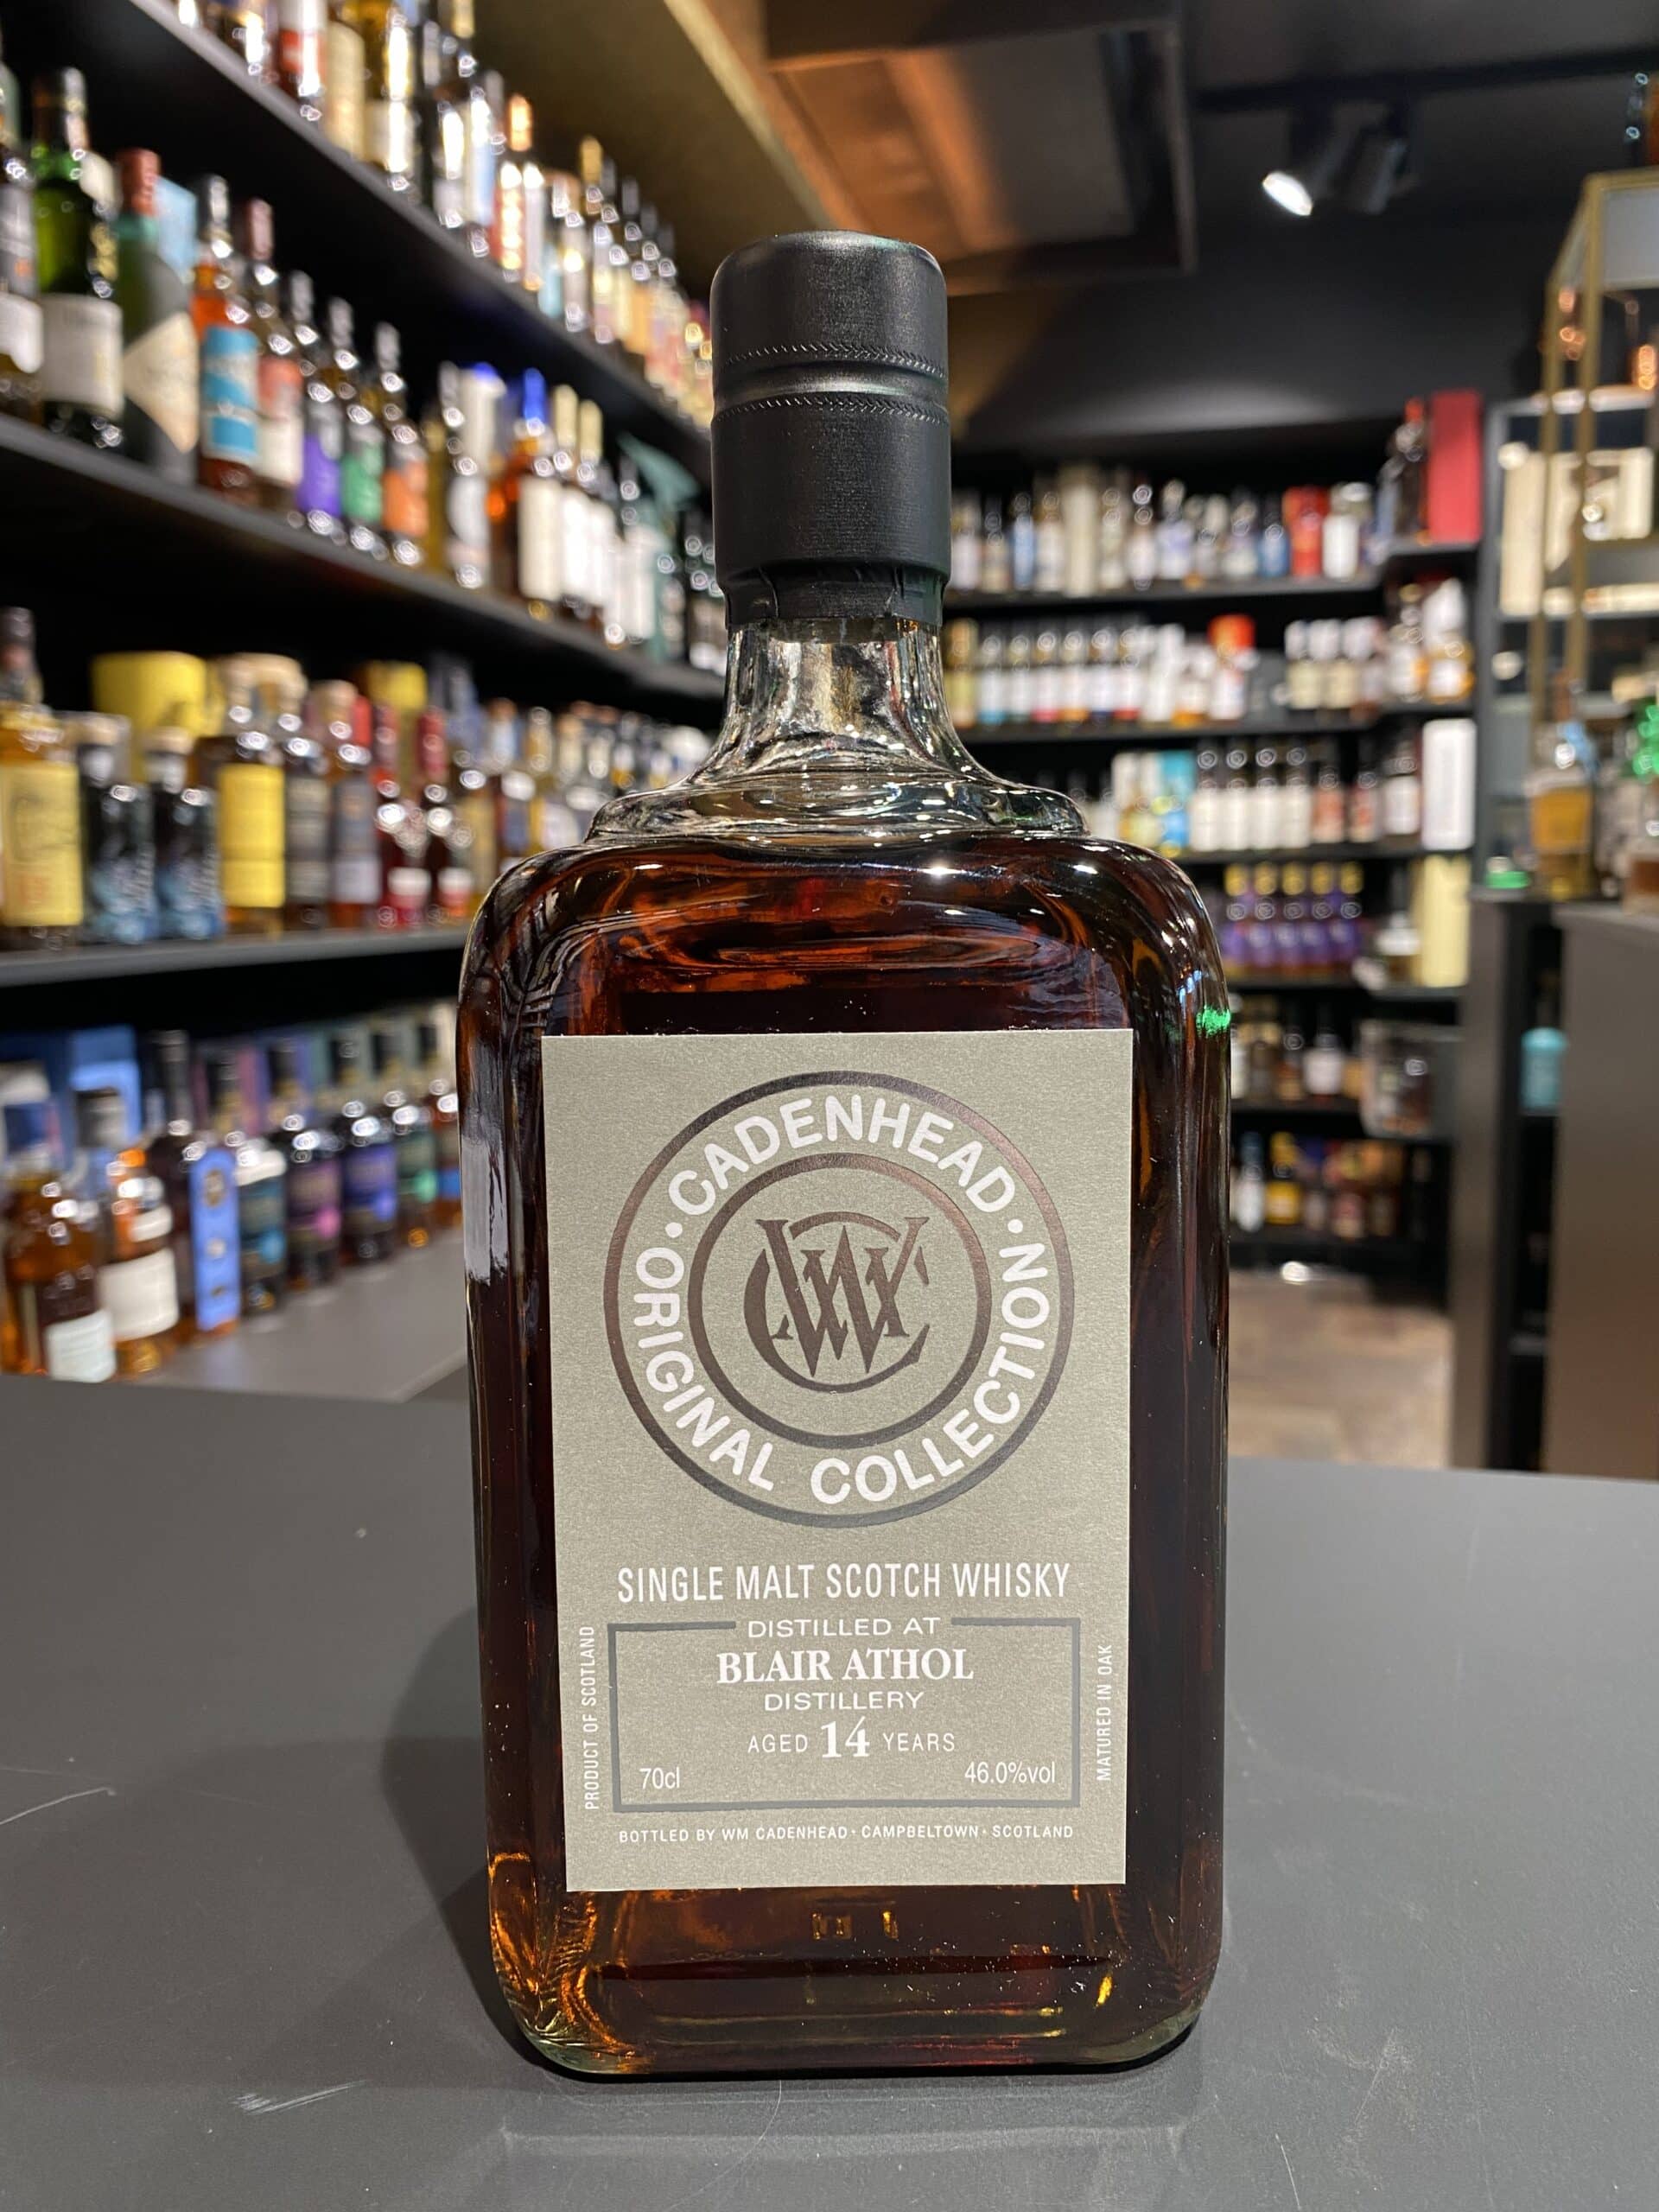 CADENHEAD · ORIGINAL COLLECTION ·
WC
SINGLE MALT SCOTCH WHISKY
DISTILLED AT
BLAIR ATHOL
DISTILLERY
AGED 14 YEARS
70cl 46.0%vol
PRODUCT OF SCOTLAND
MATURED IN OAK
BOTTLED BY WM CADENHEAD · CAMPBELTOWN · SCOTLAND